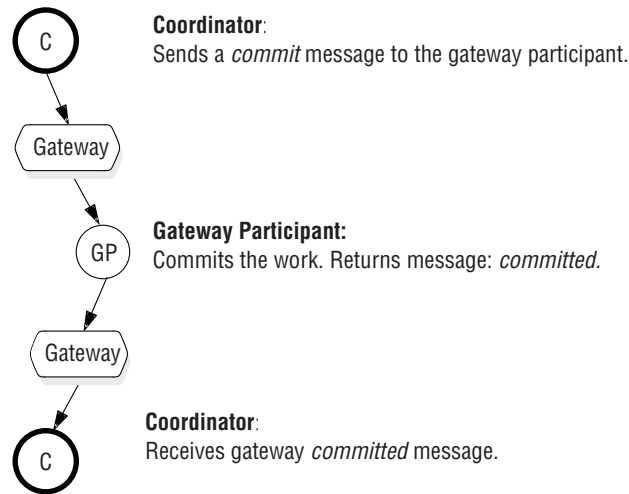 C
Coordinator:
Sends a commit message to the gateway participant.
Gateway
GP
Gateway Participant:
Commits the work. Returns message: committed.
Gateway
C
Coordinator:
Receives gateway committed message.